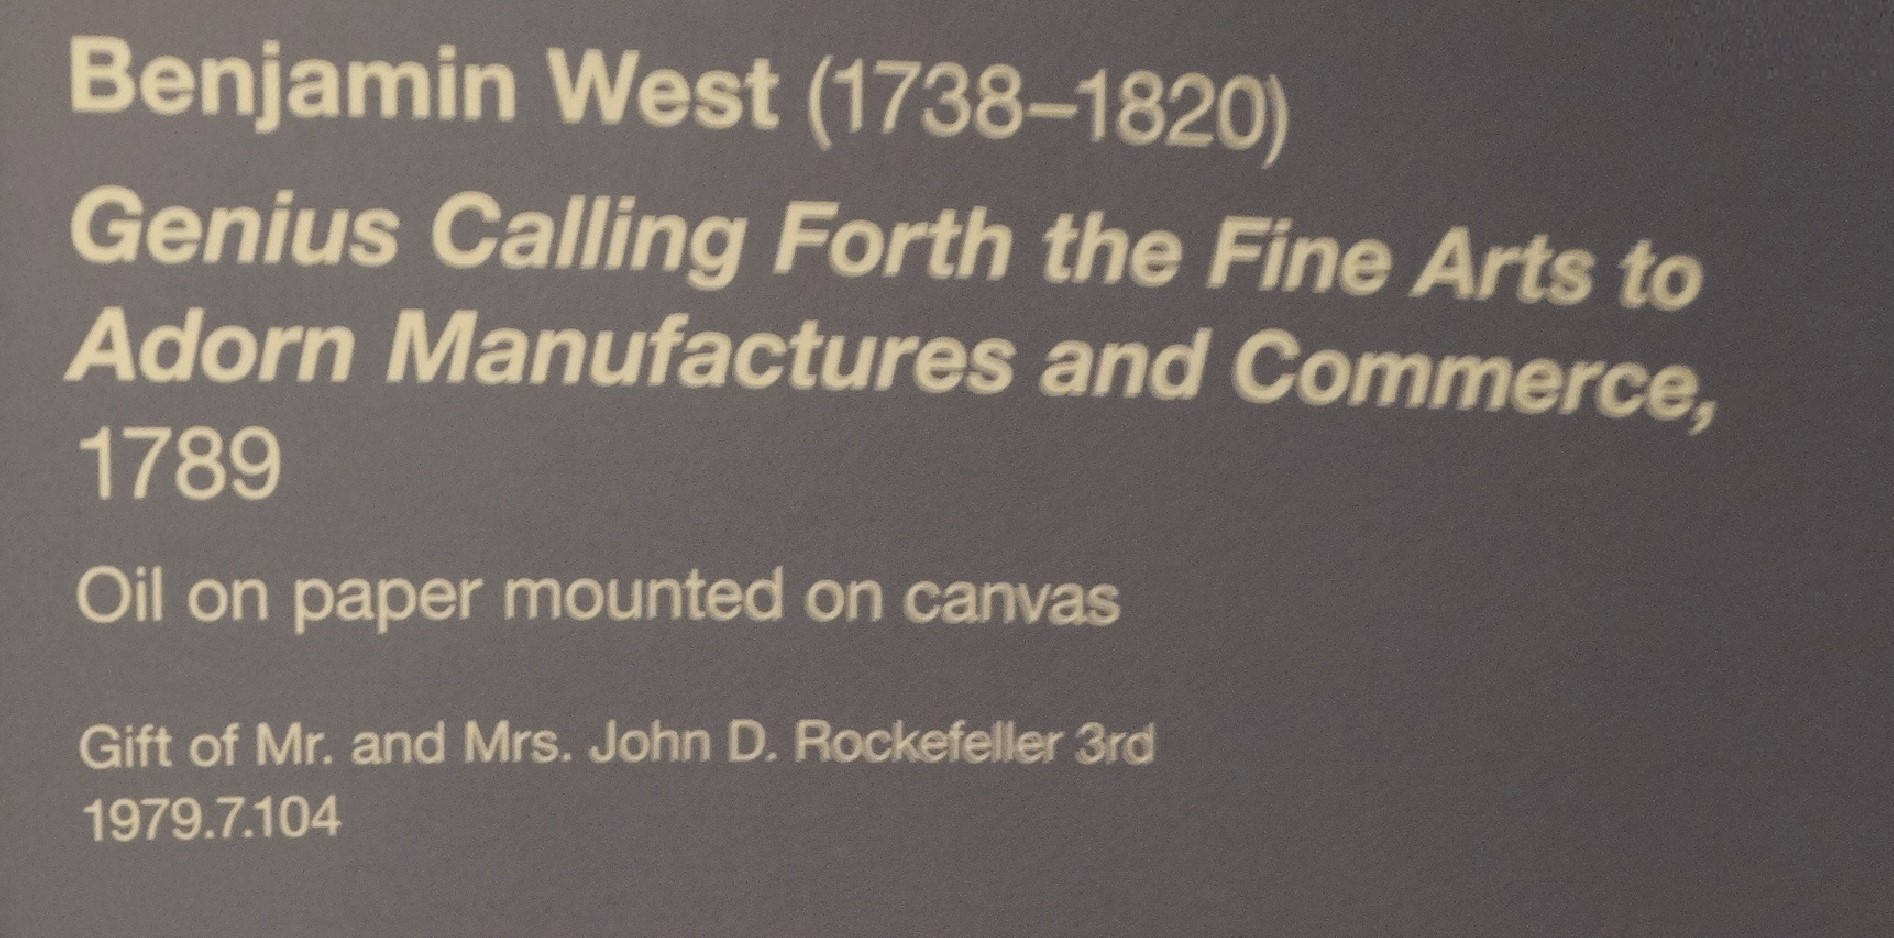 Benjamin West (1738–1820)
Genius Calling Forth the Fine Arts to
Adorn Manufactures and Commerce,
1789
Oil on paper mounted on canvas
Gift of Mr. and Mrs. John D. Rockefeller 3rd
1979.7.104